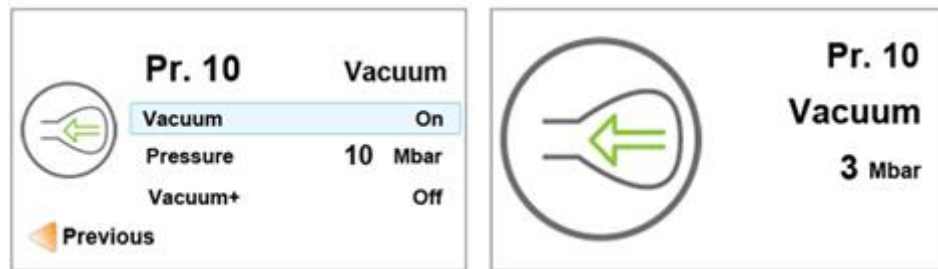 Pr. 10 Vacuum
Vacuum On
Pressure 10 Mbar
Vacuum+ Off
Previous
Pr. 10
Vacuum
3 Mbar